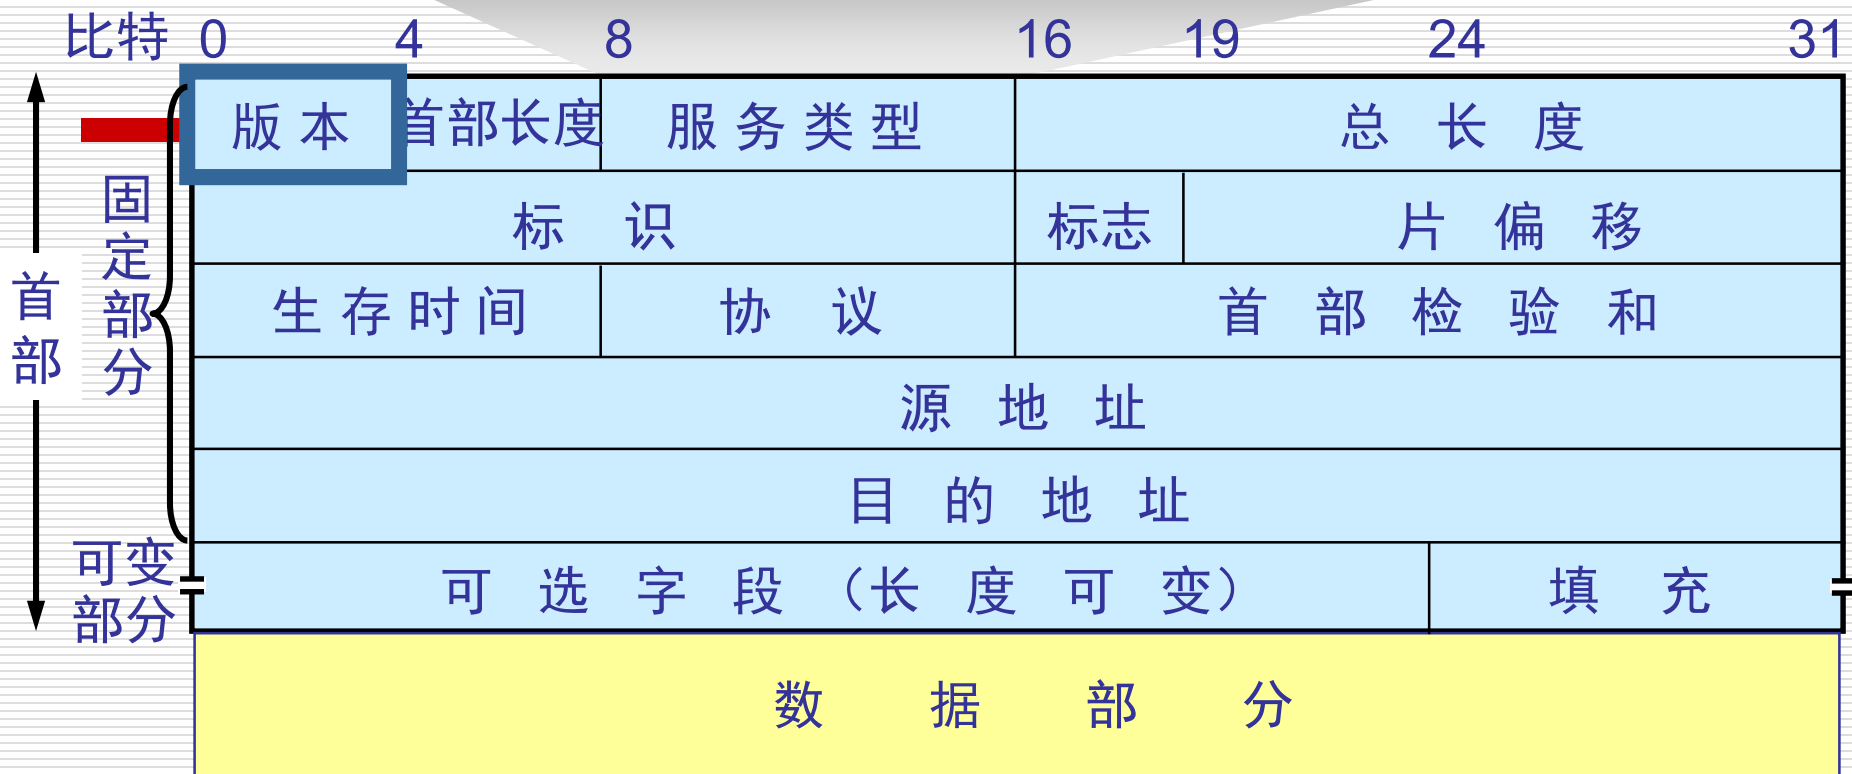 比特 0 4 8 16 19 24 31
版本 首部长度 服务类型 总长度
标识 标志 片偏移
生存时间 协议 首部检验和
源地址
目的地址
可选字段（长度可变） 填充
数据部分
首部
固定部分
可变
部分